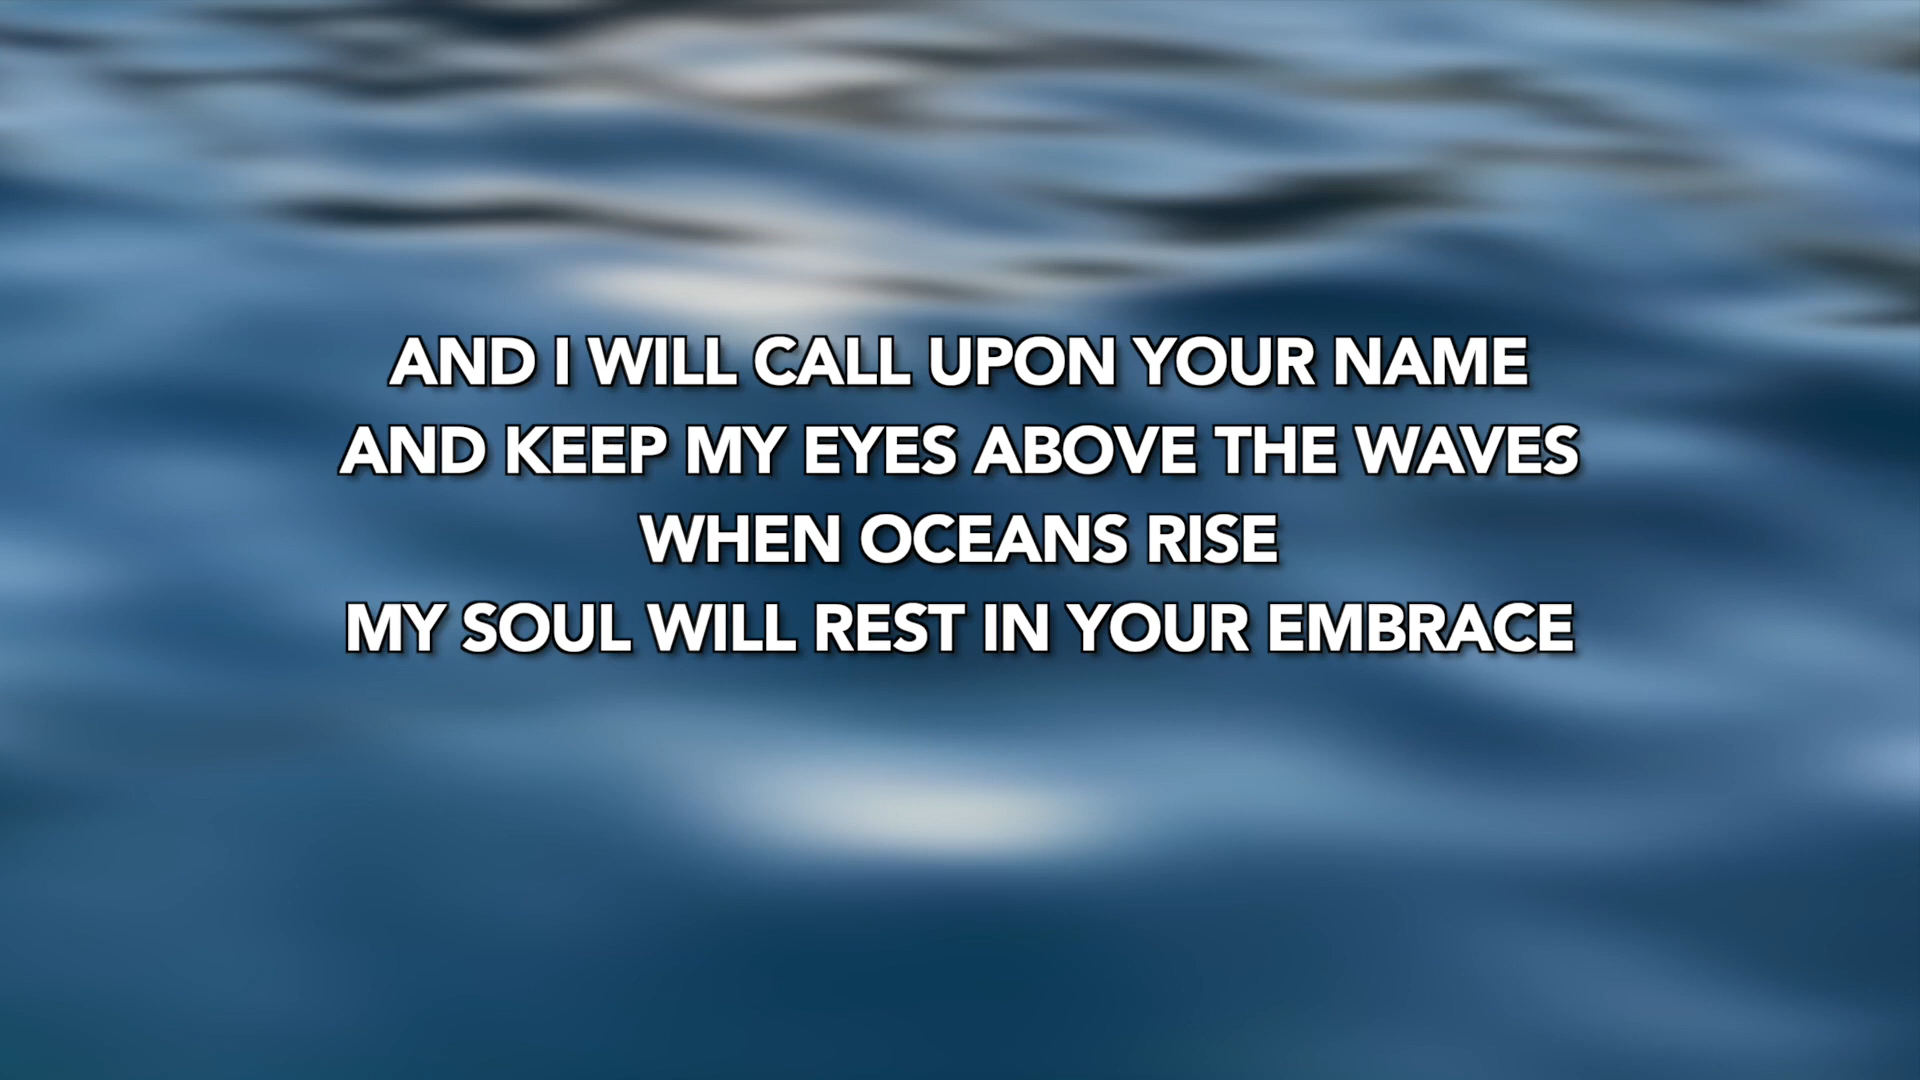 AND I WILL CALL UPON YOUR NAME
AND KEEP MY EYES ABOVE THE WAVES
WHEN OCEANS RISE
MY SOUL WILL REST IN YOUR EMBRACE